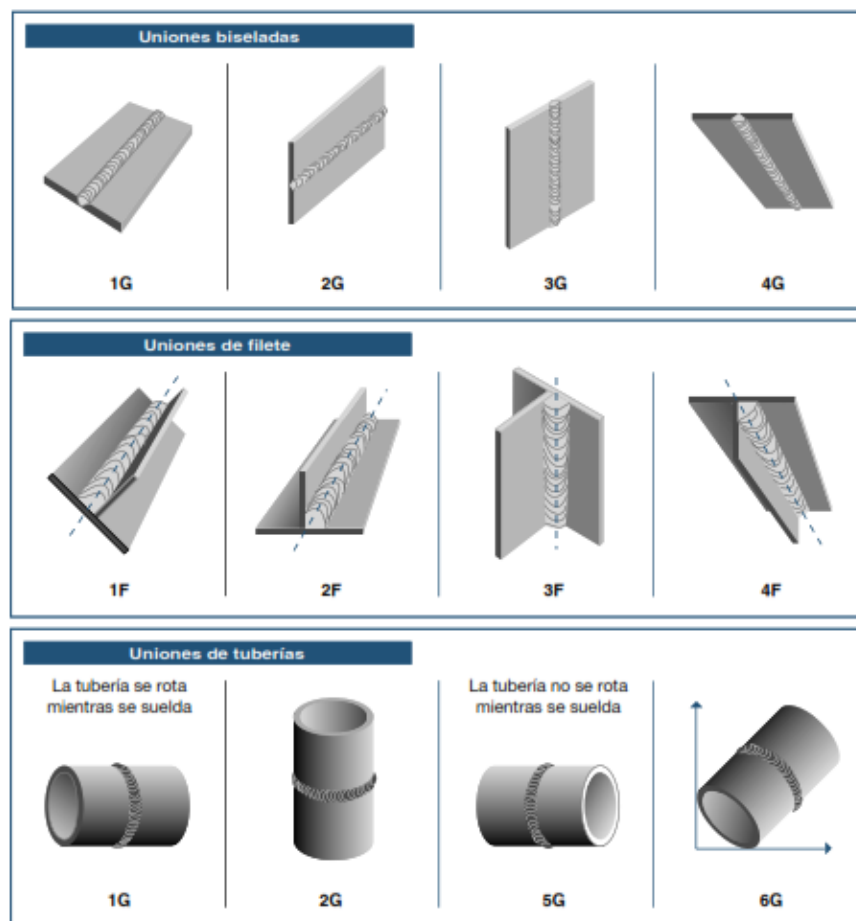 Uniones biseladas
1G
2G
3G
4G
Uniones de filete
1F
2F
3F
4F
Uniones de tuberías
La tubería se rota
mientras se suelda
La tubería no se rota
mientras se suelda
1G
2G
5G
6G